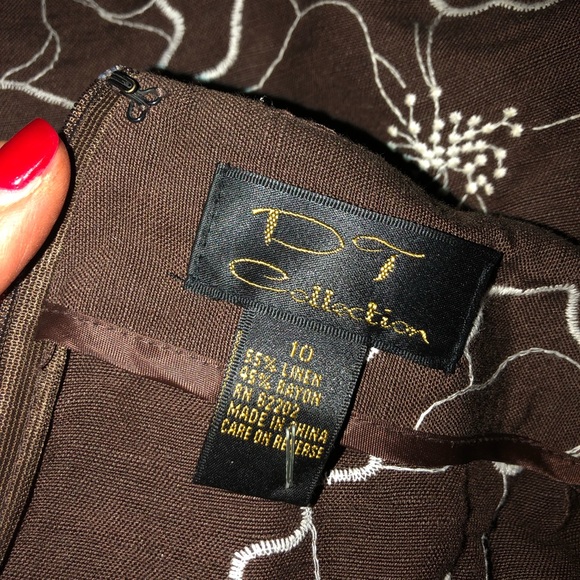 DT
Collection
10
55% LINEN
45% RAYON
RN 62202
MADE IN CHINA
CARE ON REVERSE